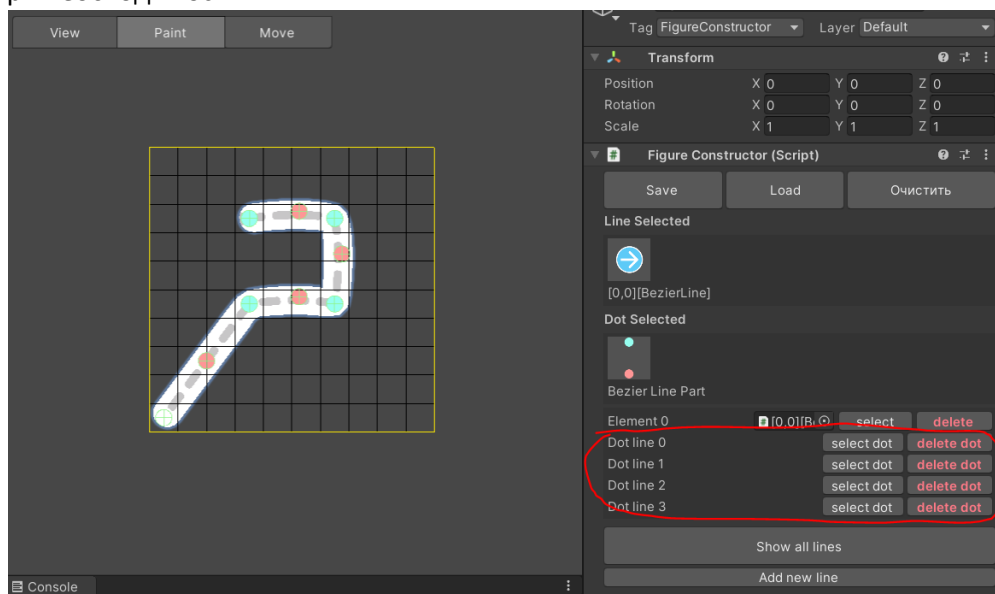 View Paint Move
Tag FigureConstructor Layer Default
Transform
Position X 0 Y 0 Z 0
Rotation X 0 Y 0 Z 0
Scale X 1 Y 1 Z 1
# Figure Constructor (Script)
Save Load Очистить
Line Selected
[0,0][BezierLine]
Dot Selected
Bezier Line Part
Element 0 # [0,0][B select delete
Dot line 0 select dot delete dot
Dot line 1 select dot delete dot
Dot line 2 select dot delete dot
Dot line 3 select dot delete dot
Show all lines
Console Add new line